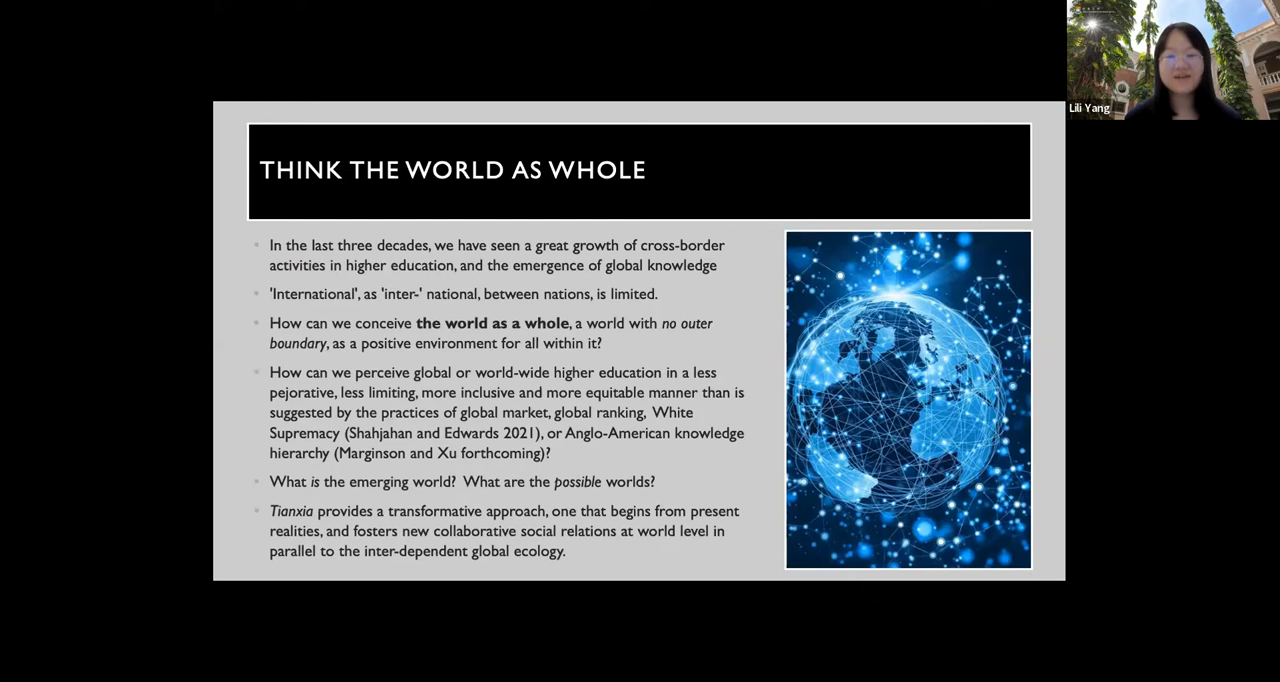 Lili Yang
THINK THE WORLD AS WHOLE
In the last three decades, we have seen a great growth of cross-border
activities in higher education, and the emergence of global knowledge
'International', as 'inter-' national, between nations, is limited.
How can we conceive the world as a whole, a world with no outer
boundary, as a positive environment for all within it?
How can we perceive global or world-wide higher education in a less
pejorative, less limiting, more inclusive and more equitable manner than is
suggested by the practices of global market, global ranking, White
Supremacy (Shahjahan and Edwards 2021), or Anglo-American knowledge
hierarchy (Marginson and Xu forthcoming)?
What is the emerging world? What are the possible worlds?
Tianxia provides a transformative approach, one that begins from present
realities, and fosters new collaborative social relations at world level in
parallel to the inter-dependent global ecology.